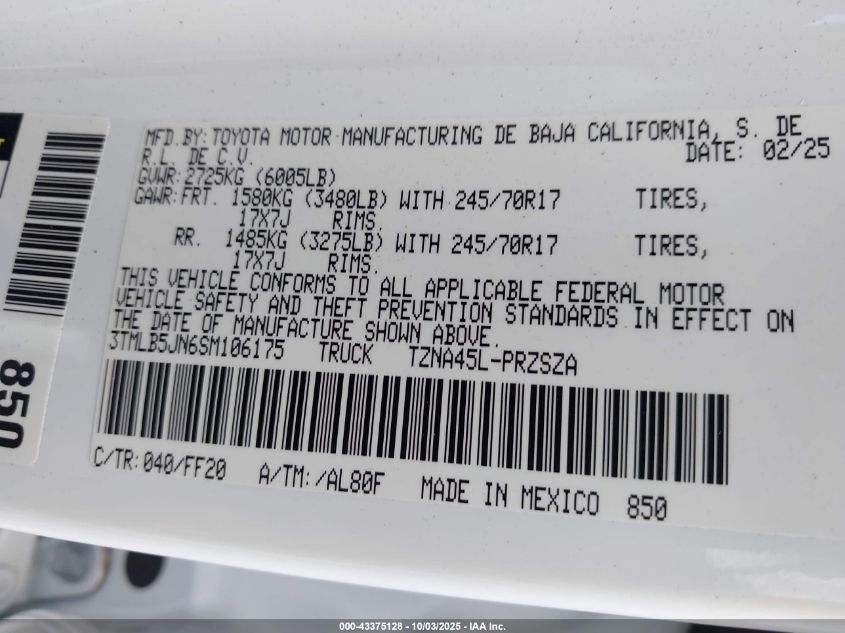 MFD.BY:TOYOTA MOTOR MANUFACTURING DE BAJA CALIFORNIA, S. DE
R.L. DE C.V. DATE: 02/25
GVWR:2725KG (6005LB)
GAWR:FRT. 1580KG (3480LB) WITH 245/70R17 TIRES,
17X7J RIMS.
RR. 1485KG (3275LB) WITH 245/70R17 TIRES,
17X7J RIMS.
THIS VEHICLE CONFORMS TO ALL APPLICABLE FEDERAL MOTOR
VEHICLE SAFETY AND THEFT PREVENTION STANDARDS IN EFFECT ON
THE DATE OF MANUFACTURE SHOWN ABOVE.
3TMLB5JN6SM106175 TRUCK TZNA45L-PRZSZA
C/TR:040/FF20 A/TM:/AL80F MADE IN MEXICO 850
850
000-43375128 - 10/03/2025 - IAA Inc.